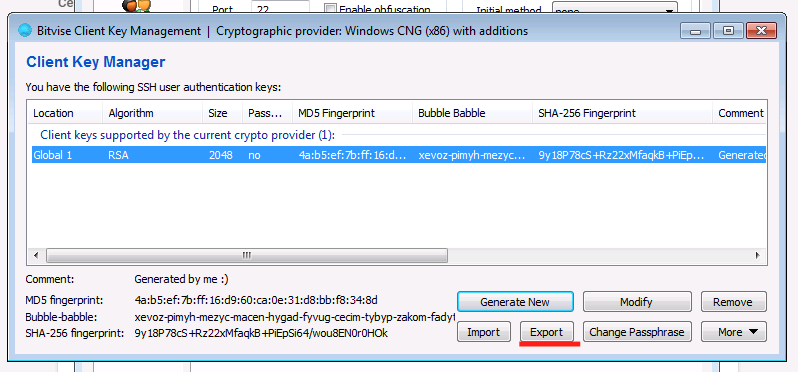 Port 22 Enable obfuscation Initial method none
Bitvise Client Key Management | Cryptographic provider: Windows CNG (x86) with additions
Client Key Manager
You have the following SSH user authentication keys:
Location Algorithm Size Pass... MD5 Fingerprint Bubble Babble SHA-256 Fingerprint Comment
Client keys supported by the current crypto provider (1):
Global 1 RSA 2048 no 4a:b5:ef:7b:ff:16:d... xevoz-pimyh-mezyc... 9y18P78cS+Rz22xMfaqkB+PiEp... Generated
Comment: Generated by me :)
MD5 fingerprint: 4a:b5:ef:7b:ff:16:d9:60:ca:0e:31:d8:bb:f8:34:8d
Bubble-babble: xevoz-pimyh-mezyc-macen-hygad-fyvug-cecim-tybyp-zakom-fadyf
SHA-256 fingerprint: 9y18P78cS+Rz22xMfaqkB+PiEpSi64/wou8EN0r0HOk
Generate New Modify Remove
Import Export Change Passphrase More